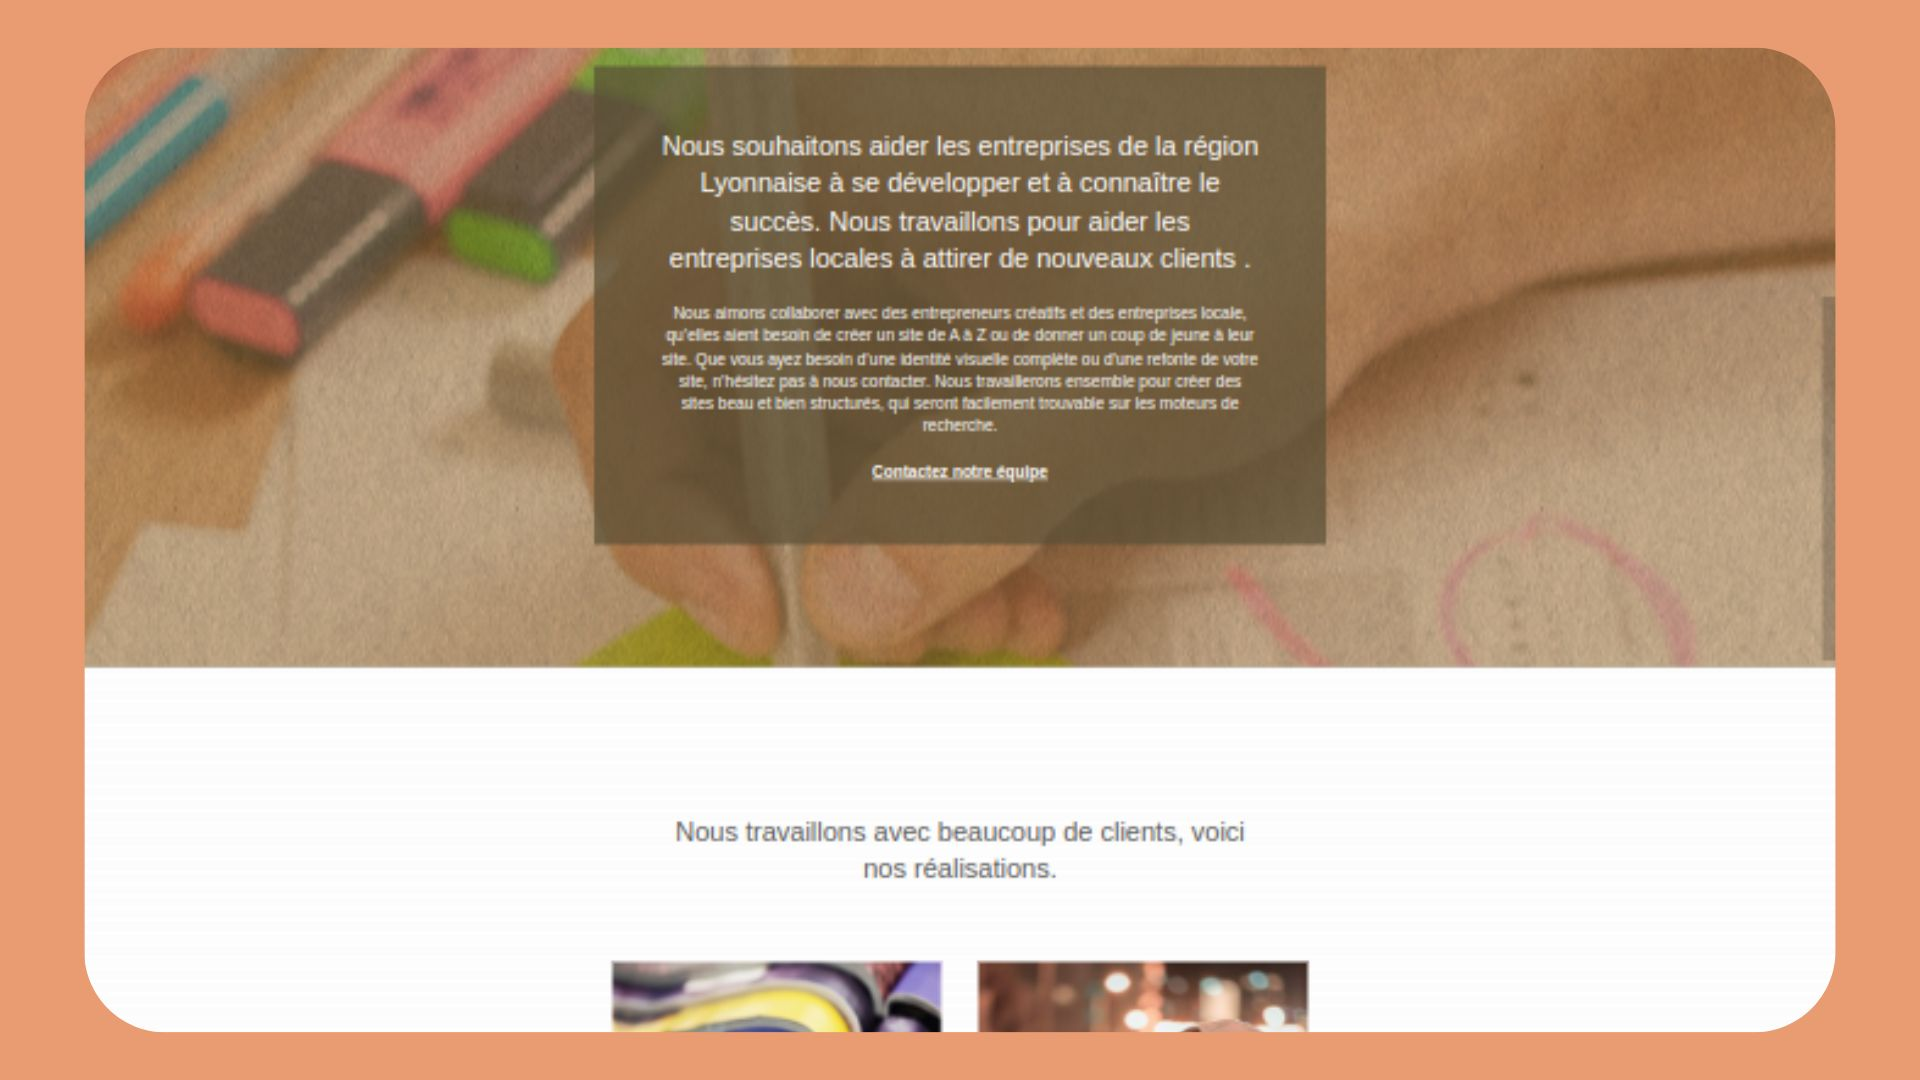 Nous souhaitons aider les entreprises de la région
Lyonnaise à se développer et à connaître le
succès. Nous travaillons pour aider les
entreprises locales à attirer de nouveaux clients .
Nous aimons collaborer avec des entrepreneurs créatifs et des entreprises locale,
qu'elles aient besoin de créer un site de A à Z ou de donner un coup de jeune à leur
site. Que vous ayez besoin d'une identité visuelle complète ou d'une refonte de votre
site, n'hésitez pas à nous contacter. Nous travaillerons ensemble pour créer des
sites beau et bien structurés, qui seront facilement trouvable sur les moteurs de
recherche.
Contactez notre équipe
Nous travaillons avec beaucoup de clients, voici
nos réalisations.